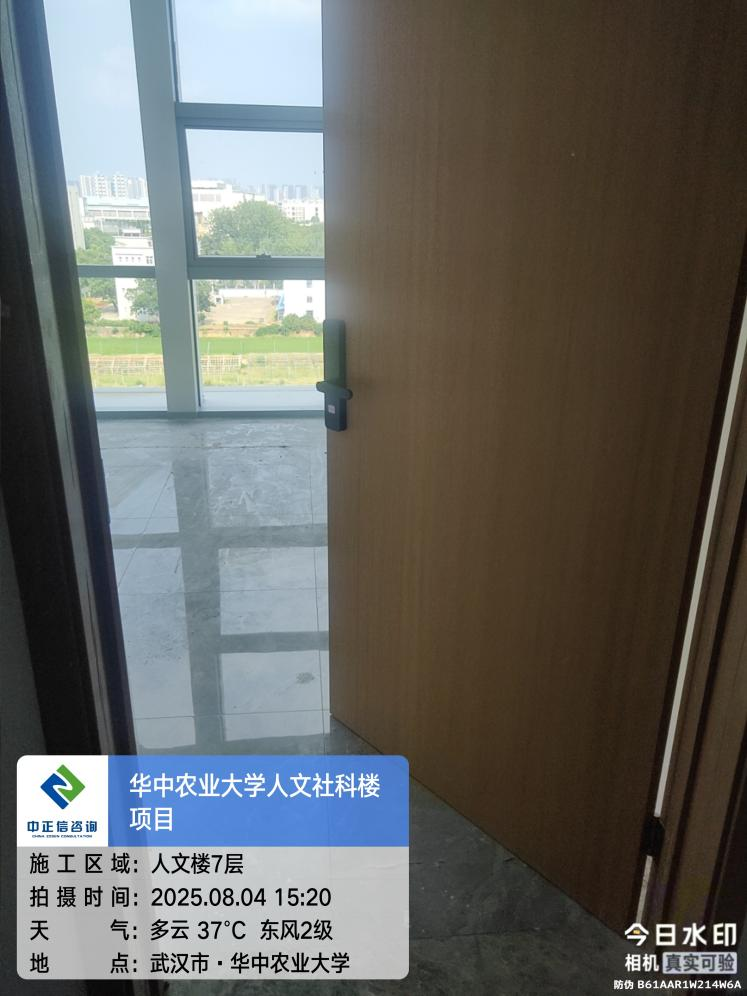 中正信咨询
CHINA ZOSEN CONSULTATION
华中农业大学人文社科楼
项目
施工区域：人文楼7层
拍摄时间：2025.08.04 15:20
天气：多云 37℃ 东风2级
地点：武汉市·华中农业大学
今日水印
相机 真实可验
防伪 B61AAR1W214W6A